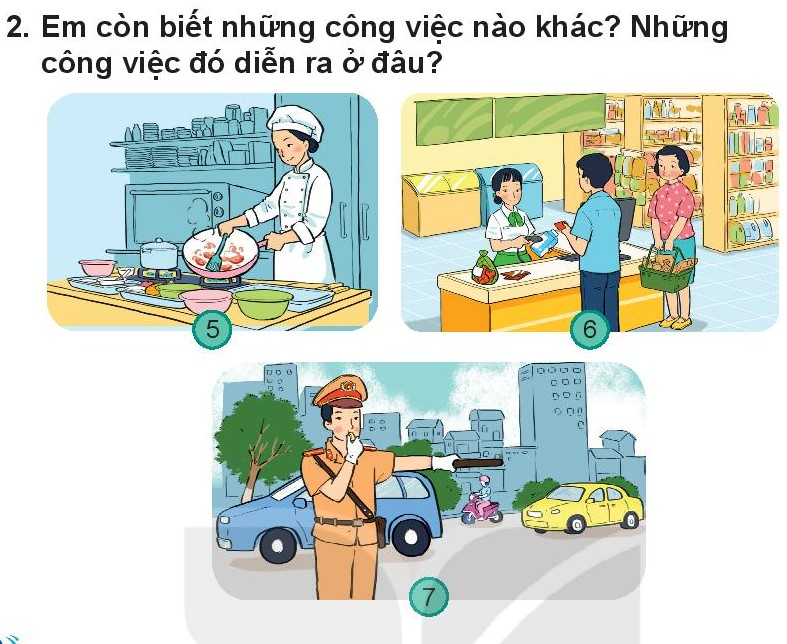 2. Em còn biết những công việc nào khác? Những
công việc đó diễn ra ở đâu?
5
6
7